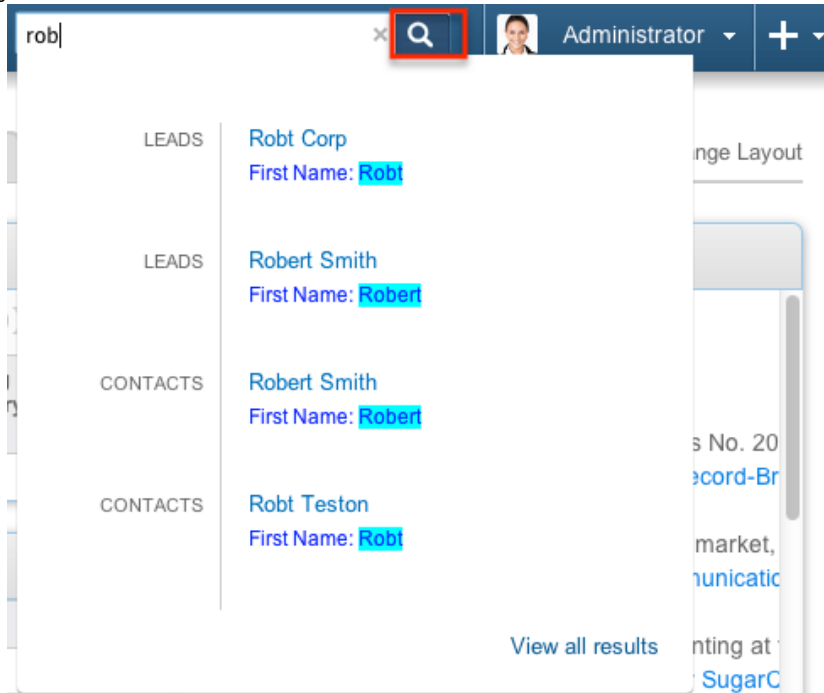 rob
Administrator
LEADS
Robt Corp
First Name: Robt
nge Layout
LEADS
Robert Smith
First Name: Robert
CONTACTS
Robert Smith
First Name: Robert
s No. 20
ecord-Br
CONTACTS
Robt Teston
First Name: Robt
market,
unicatio
View all results
nting at
SugarC